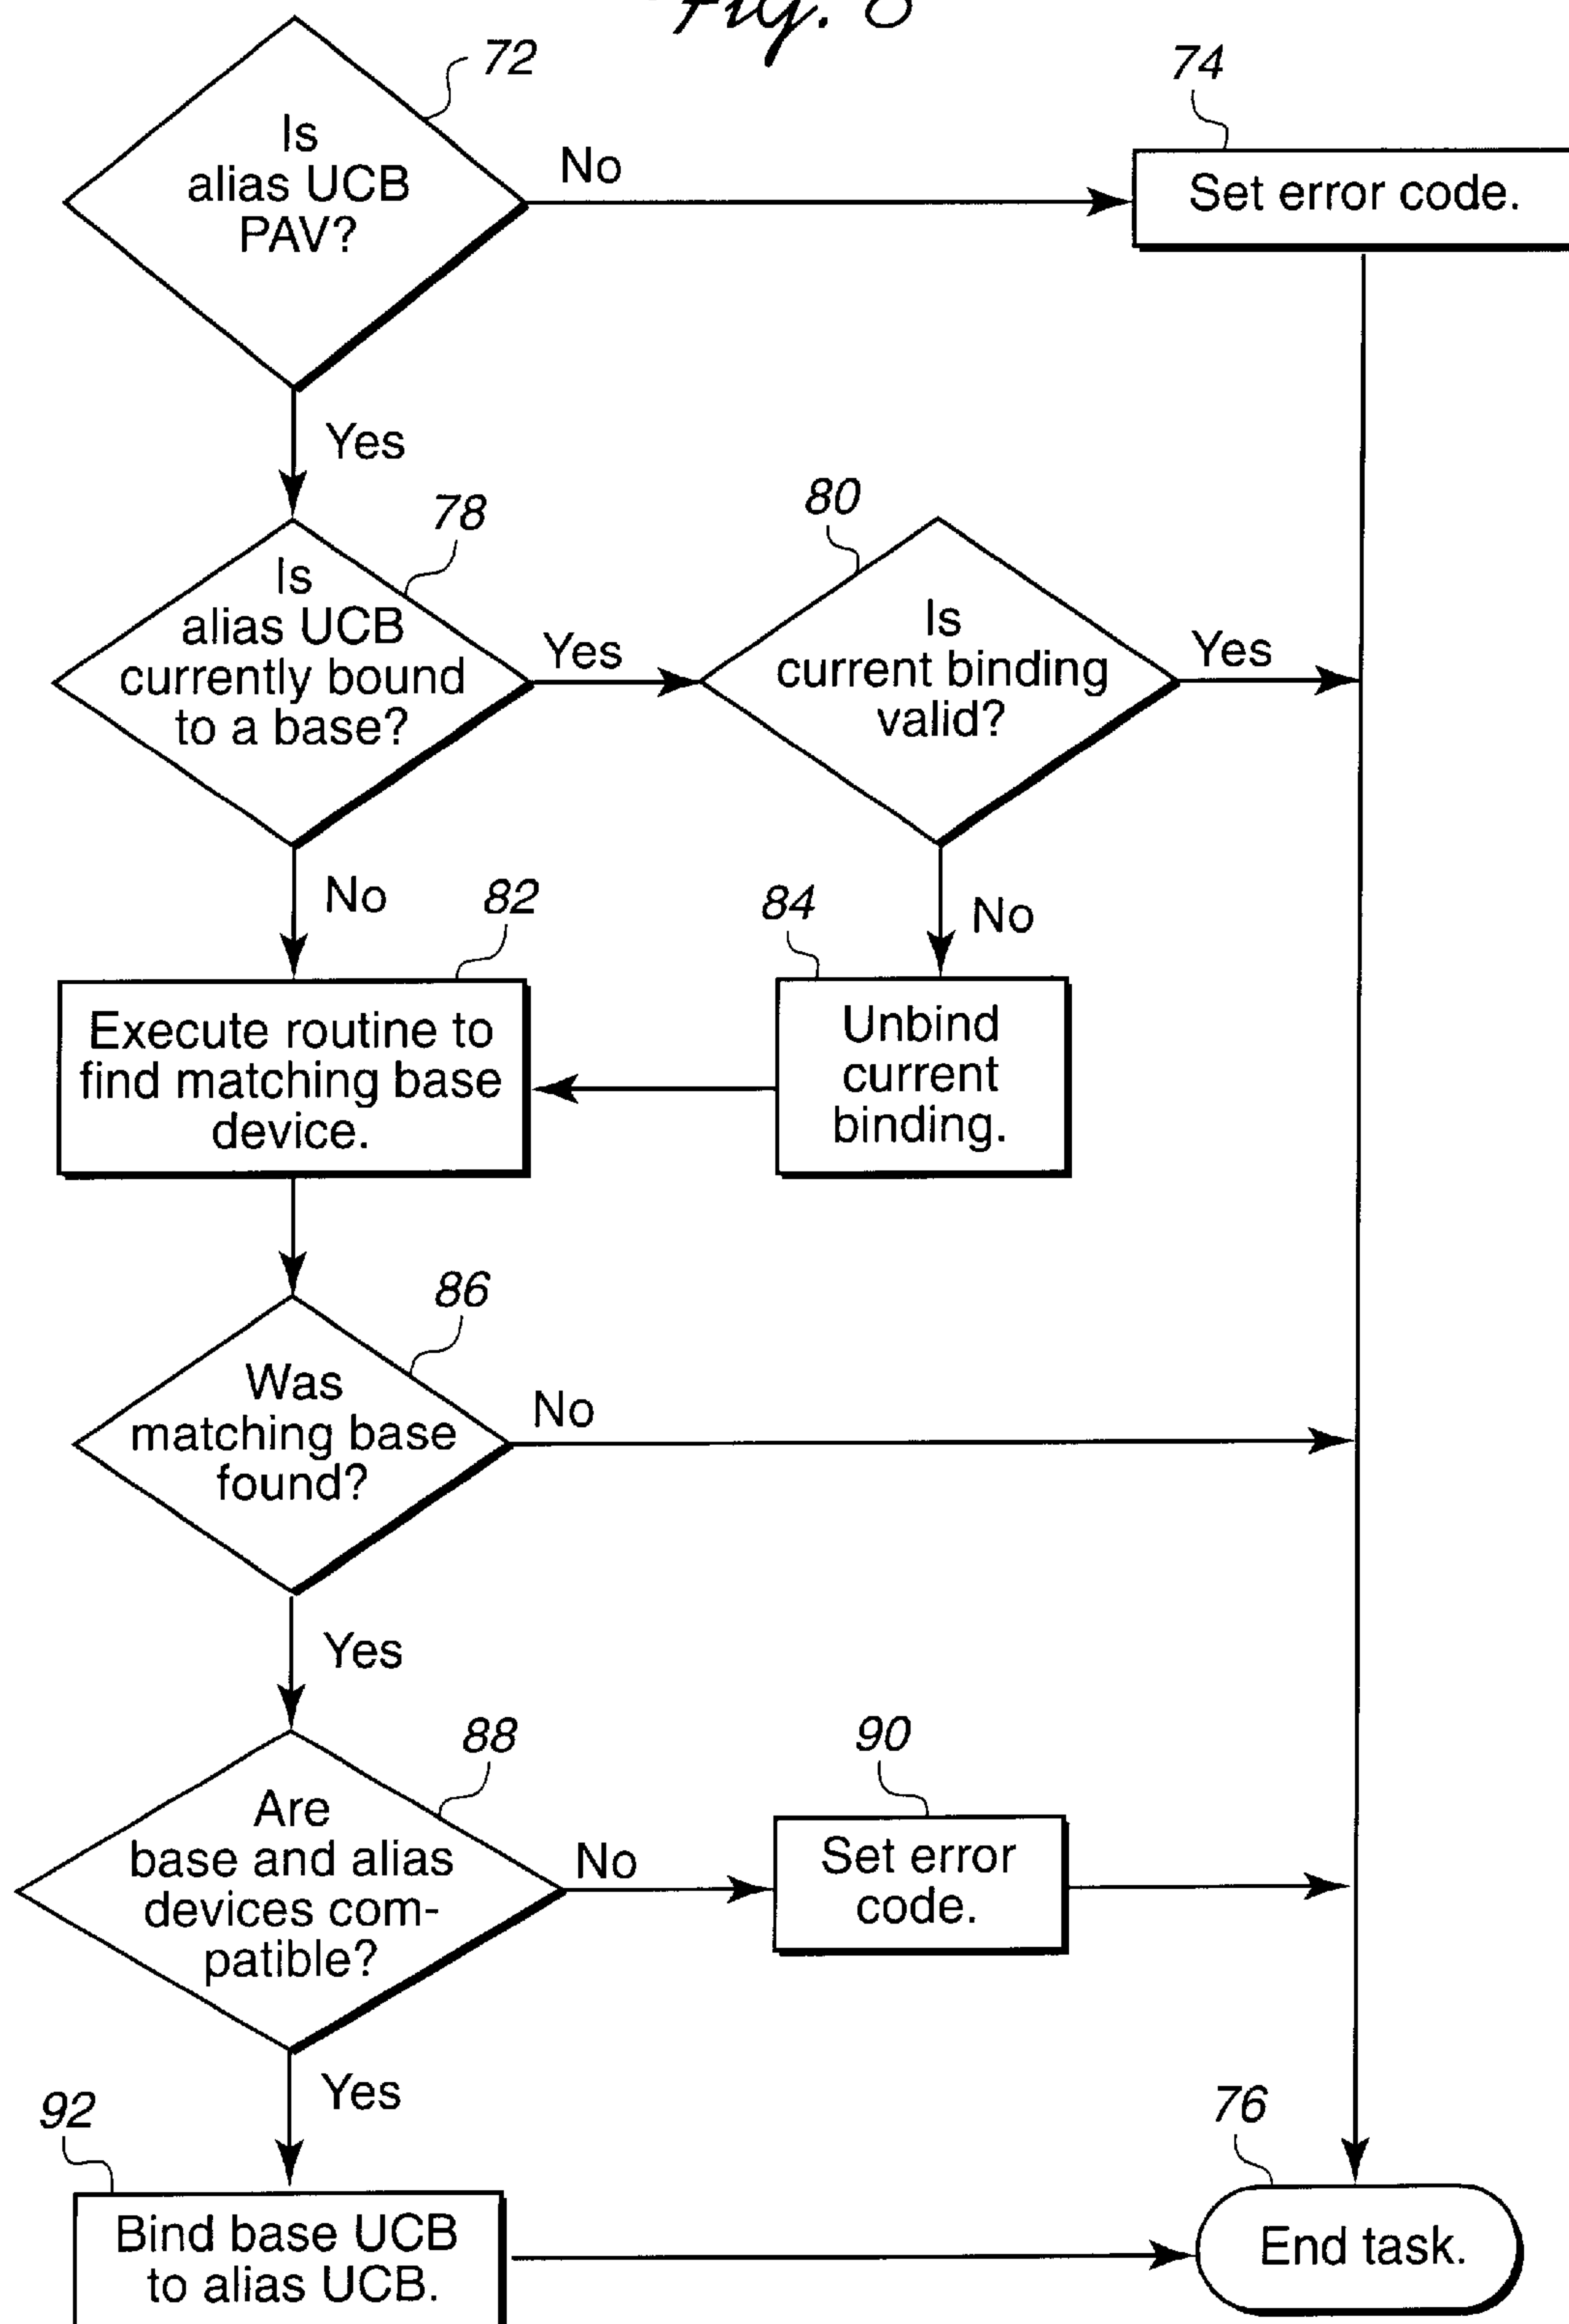 Fig. 8
72
Is
alias UCB
PAV?
No
74
Set error code.
Yes
78
Is
alias UCB
currently bound
to a base?
Yes
80
Is
current binding
valid?
Yes
No
82
Execute routine to
find matching base
device.
84
No
Unbind
current
binding.
86
Was
matching base
found?
No
Yes
88
Are
base and alias
devices com-
patible?
No
90
Set error
code.
Yes
92
Bind base UCB
to alias UCB.
76
End task.